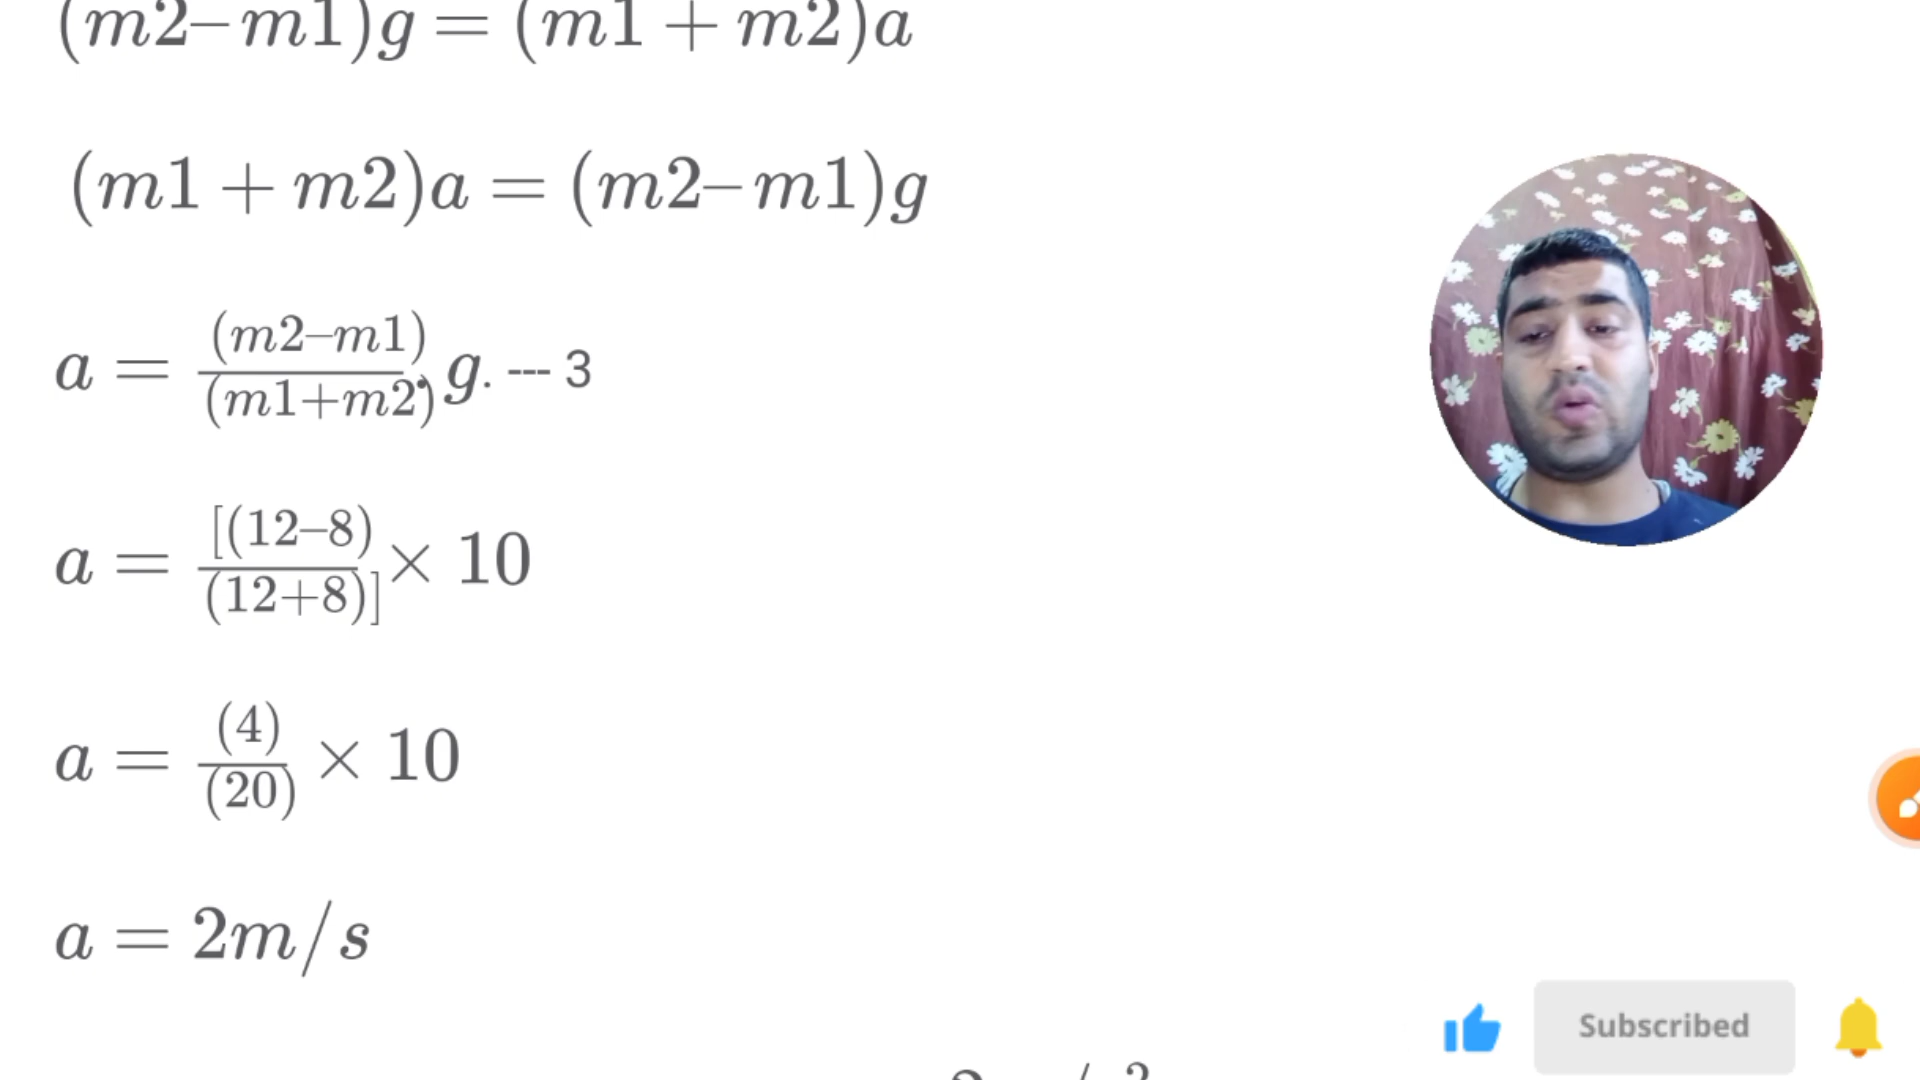 (m2–m1)g = (m1 + m2)a
(m1 + m2)a = (m2–m1)g
a = (m2–m1)/(m1+m2) g. --- 3
a = [(12–8)/(12+8)] × 10
a = (4)/(20) × 10
a = 2m/s
Subscribed